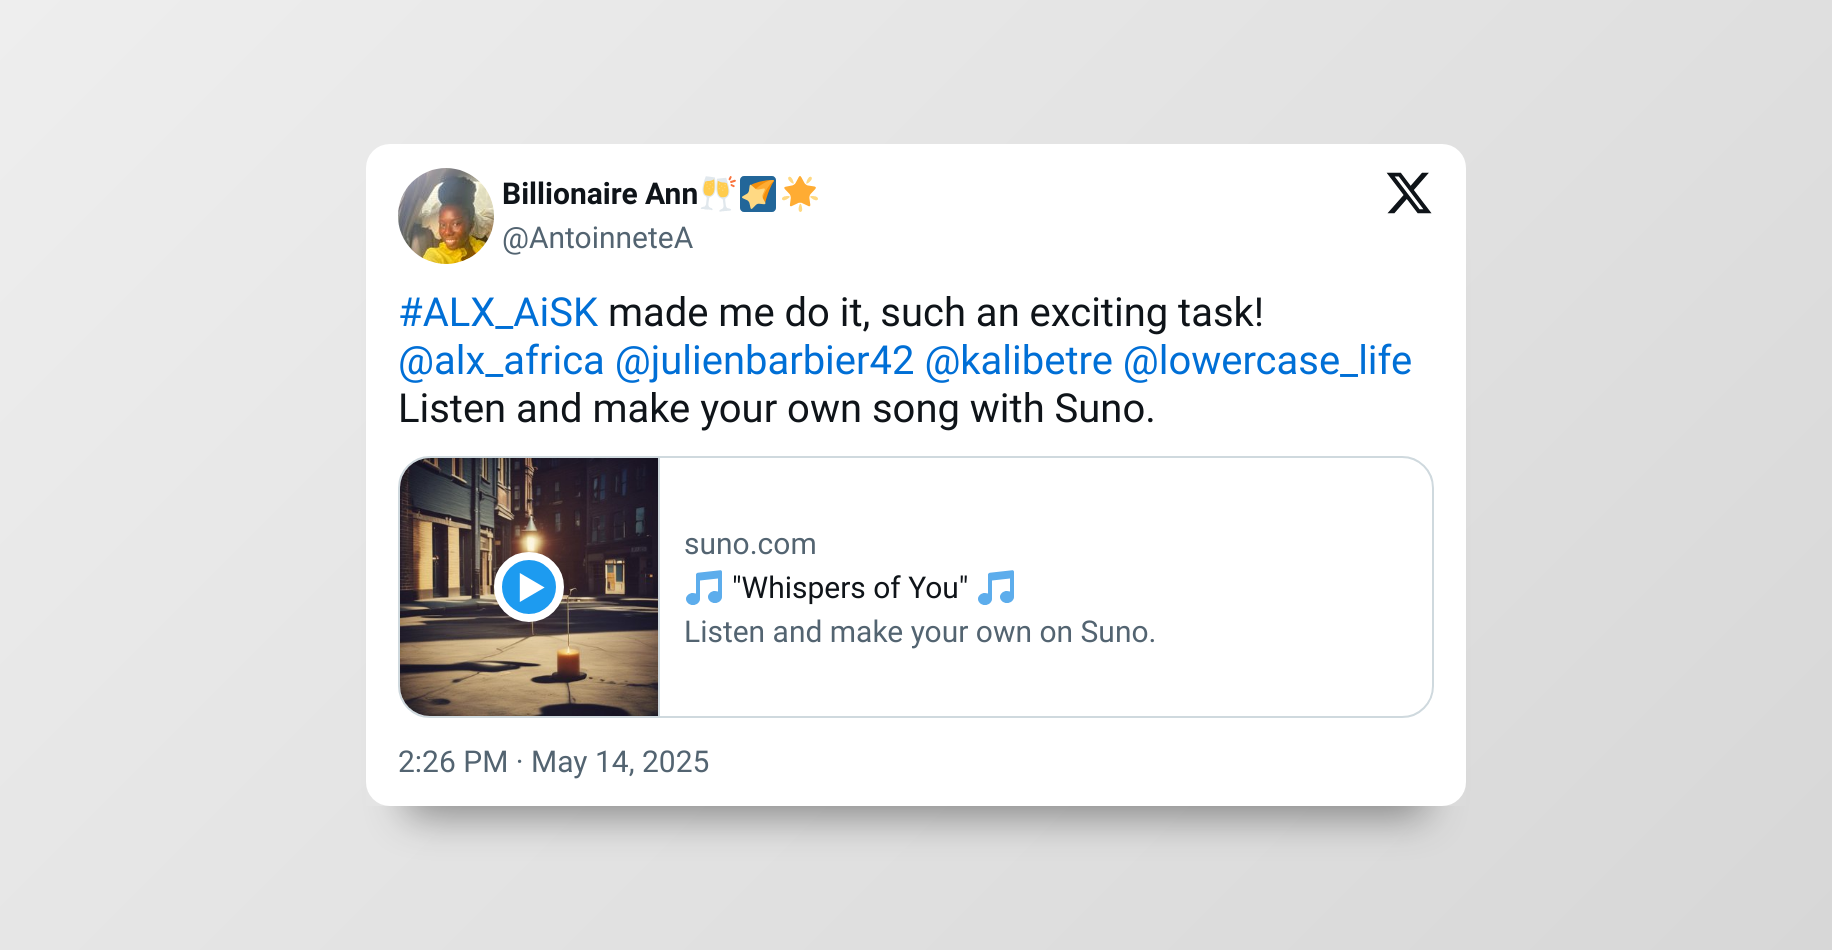 Billionaire Ann🥂🌠🌟
@AntoinneteA
#ALX_AiSK made me do it, such an exciting task!
@alx_africa @julienbarbier42 @kalibetre @lowercase_life
Listen and make your own song with Suno.
suno.com
🎵 "Whispers of You" 🎵
Listen and make your own on Suno.
2:26 PM · May 14, 2025